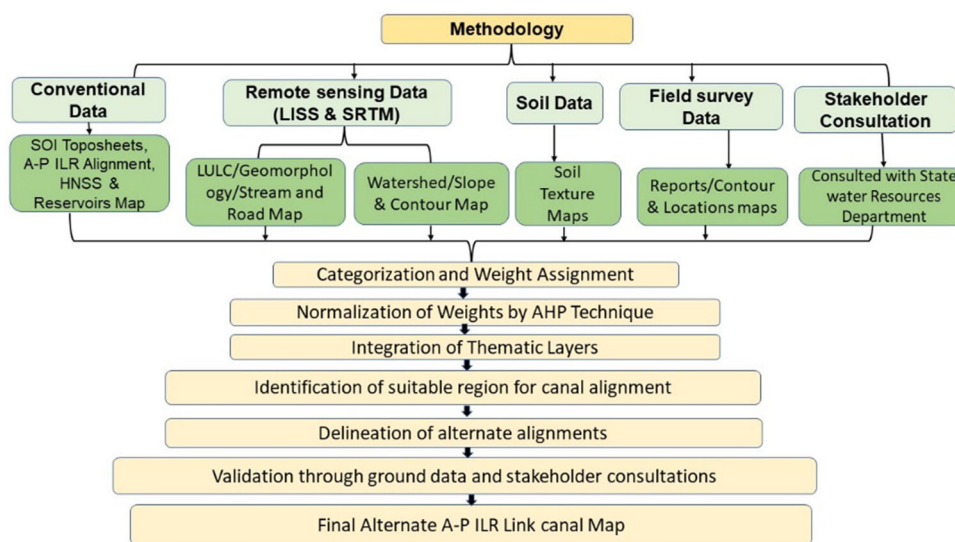 Methodology
Conventional
Data
Remote sensing Data
(LISS & SRTM)
Soil Data
Field survey
Data
Stakeholder
Consultation
SOI Toposheets,
A-P ILR Alignment,
HNSS &
Reservoirs Map
LULC/Geomorphol
ogy/Stream and
Road Map
Watershed/Slope
& Contour Map
Soil
Texture
Maps
Reports/Contour
& Locations maps
Consulted with State
water Resources
Department
Categorization and Weight Assignment
Normalization of Weights by AHP Technique
Integration of Thematic Layers
Identification of suitable region for canal alignment
Delineation of alternate alignments
Validation through ground data and stakeholder consultations
Final Alternate A-P ILR Link canal Map